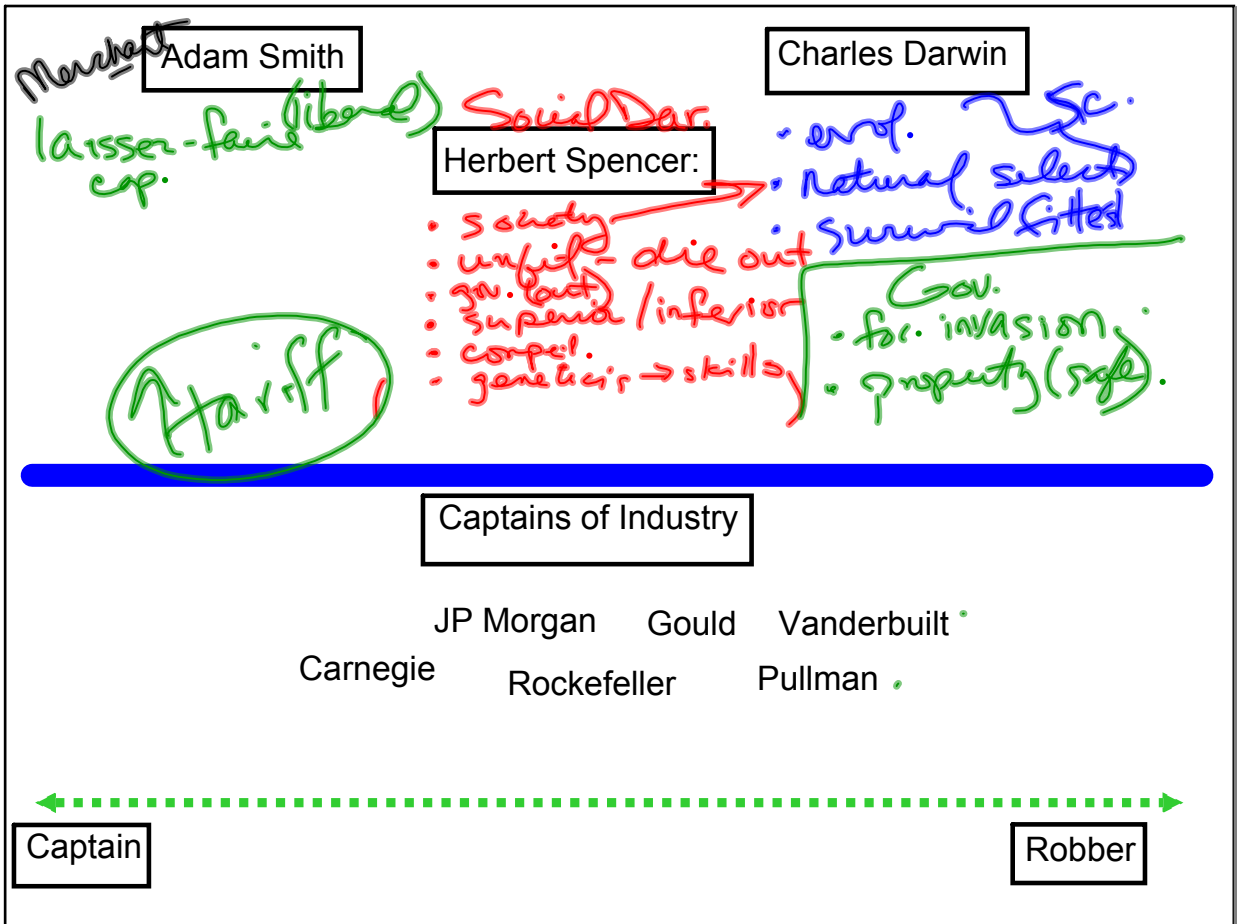 Merchant
Adam Smith
laissez-faire (liberal)
cap.
Social Dar.
Herbert Spencer:
• society
• unfit - die out
• gov. (out)
• superior / inferior
• compet.
• genetics → skills
Charles Darwin
Sc.
• evol.
• natural select
• survival fittest
Gov.
• for. invasion
• property (safe).
↑ tariff
Captains of Industry
JP Morgan Gould Vanderbuilt
Carnegie Rockefeller Pullman
Captain Robber